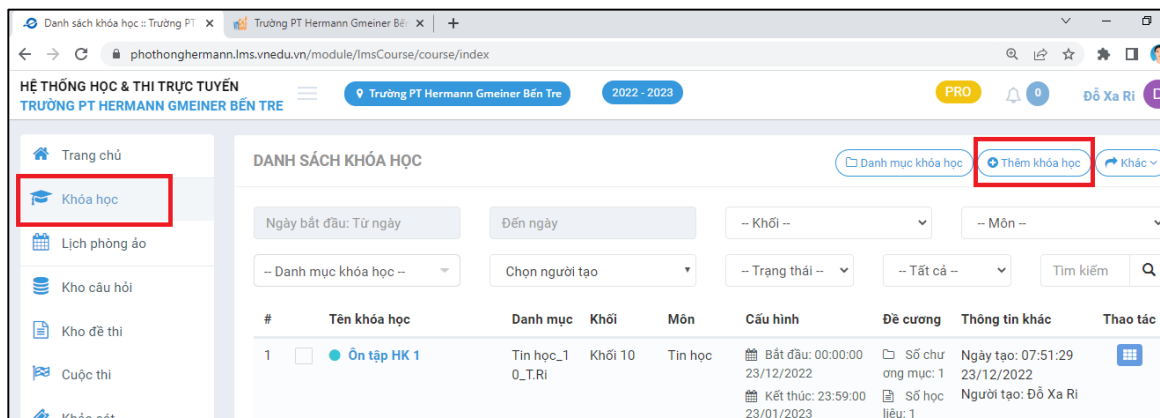 Danh sách khóa học :: Trường PT
Trường PT Hermann Gmeiner Bến
phothonghermann.lms.vnedu.vn/module/lmsCourse/course/index
HỆ THỐNG HỌC & THI TRỰC TUYẾN
TRƯỜNG PT HERMANN GMEINER BẾN TRE
Trường PT Hermann Gmeiner Bến Tre
2022 - 2023
PRO
0
Đỗ Xa Ri
Trang chủ
Khóa học
Lịch phòng ảo
Kho câu hỏi
Kho đề thi
Cuộc thi
Khảo sát
DANH SÁCH KHÓA HỌC
Danh mục khóa học
Thêm khóa học
Khác
Ngày bắt đầu: Từ ngày
Đến ngày
-- Khối --
-- Môn --
-- Danh mục khóa học --
Chọn người tạo
-- Trạng thái --
-- Tất cả --
Tìm kiếm
# Tên khóa học Danh mục Khối Môn Cấu hình Đề cương Thông tin khác Thao tác
1 Ôn tập HK 1 Tin học_1 Khối 10 Tin học Bắt đầu: 00:00:00 Số chư Ngày tạo: 07:51:29
0_T.Ri 23/12/2022 ơng mục: 1 23/12/2022
Kết thúc: 23:59:00 Số học Người tạo: Đỗ Xa Ri
23/01/2023 liệu: 1